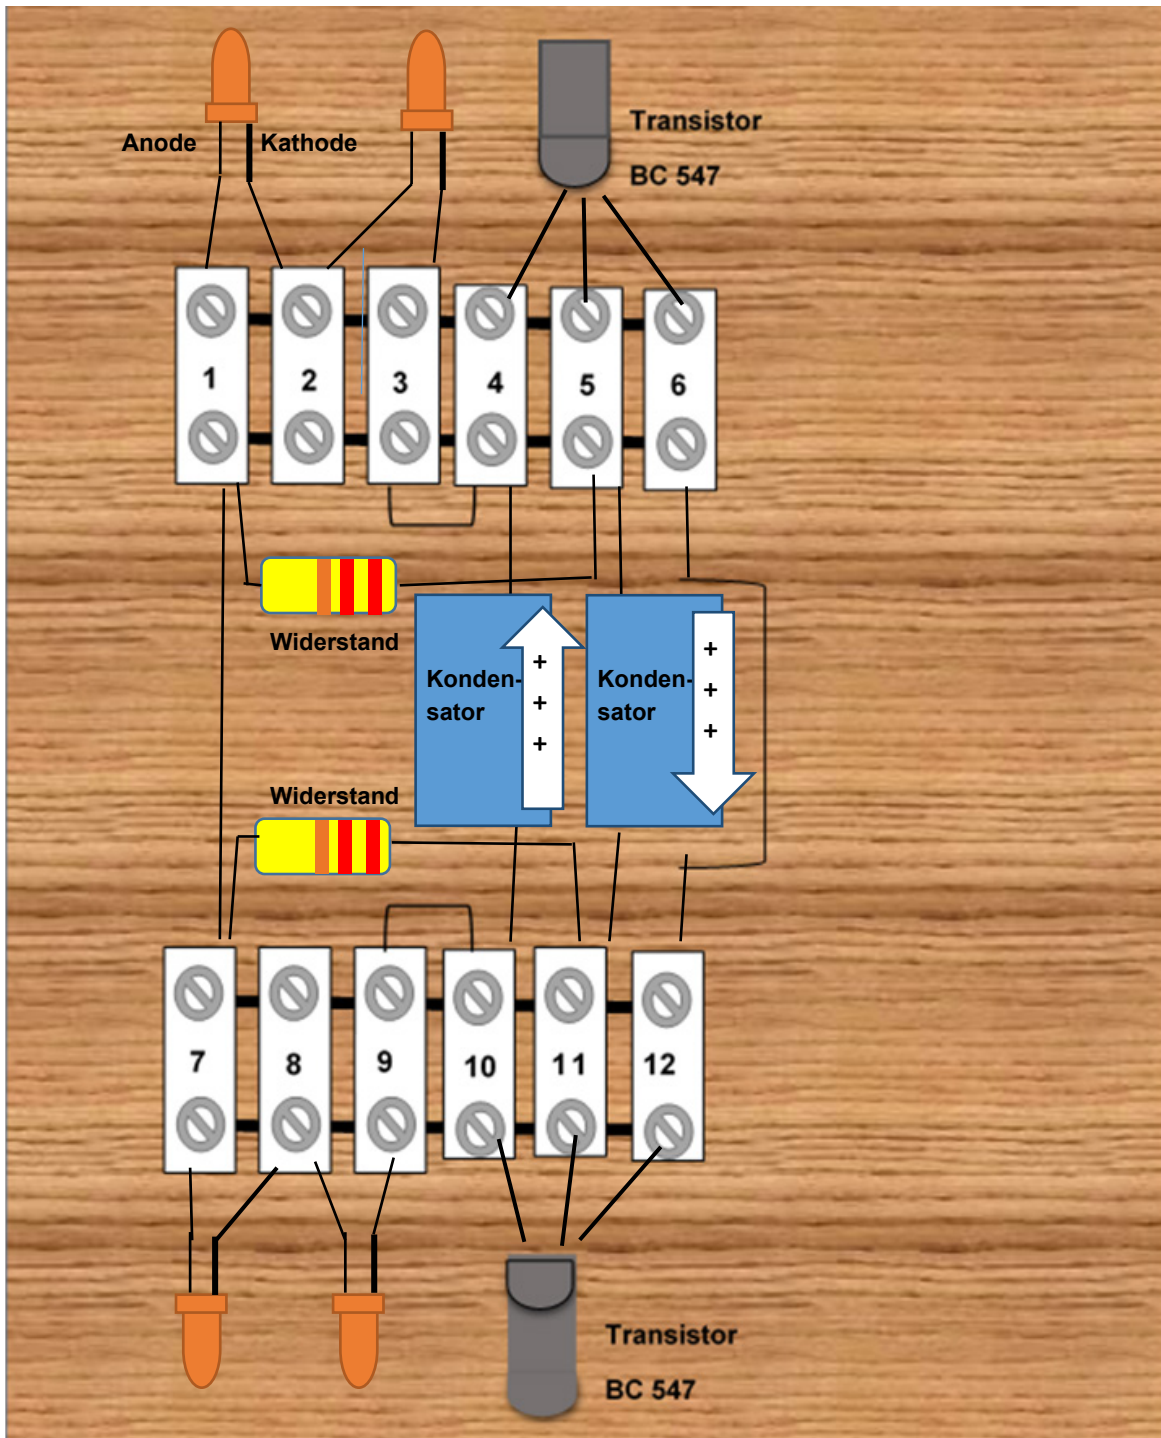 Anode Kathode
Transistor
BC 547
1 2 3 4 5 6
Widerstand
Konden-
sator
+
+
+
Konden-
sator
+
+
+
Widerstand
7 8 9 10 11 12
Transistor
BC 547